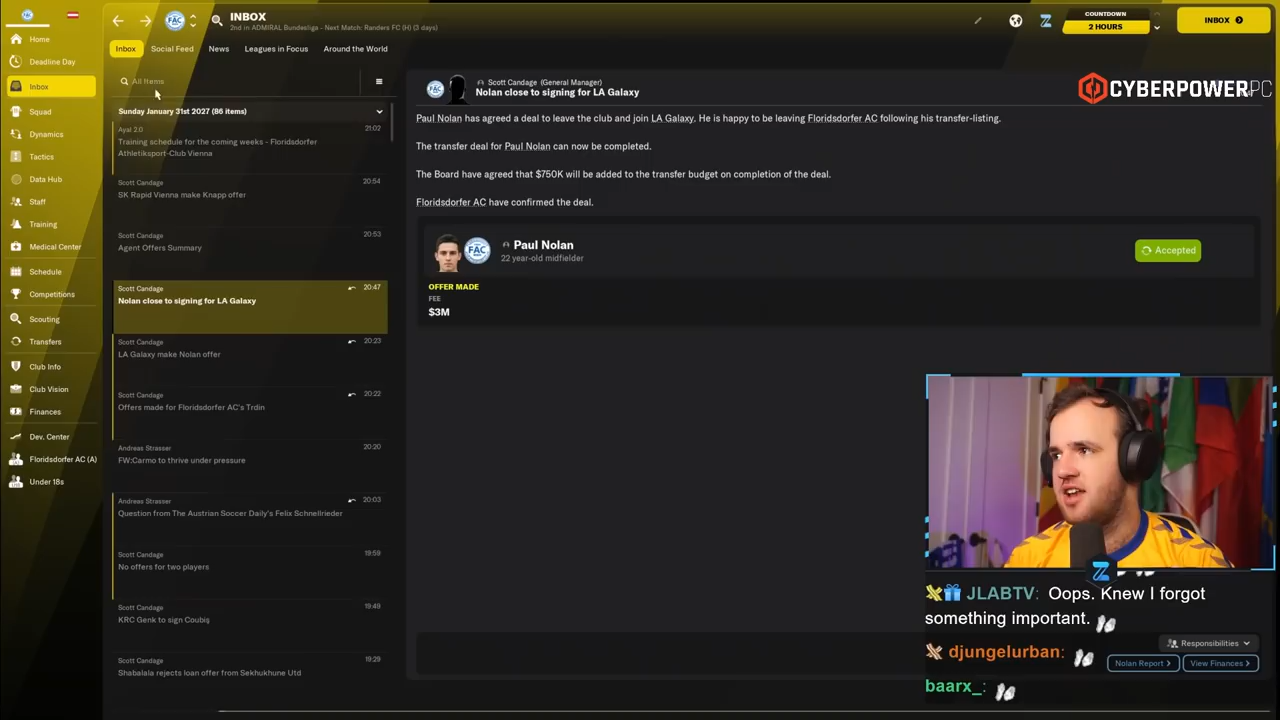 INBOX
2nd in ADMIRAL Bundesliga - Next Match: Randers FC (H) (3 days)
COUNTDOWN
2 HOURS
INBOX
Home
Deadline Day
Inbox
Squad
Dynamics
Tactics
Data Hub
Staff
Training
Medical Center
Schedule
Competitions
Scouting
Transfers
Club Info
Club Vision
Finances
Dev. Center
Floridsdorfer AC (A)
Under 18s
Inbox
Social Feed
News
Leagues in Focus
Around the World
All Items
Sunday January 31st 2027 (86 items)
Ayal 2.0
21:02
Training schedule for the coming weeks - Floridsdorfer
Athletiksport-Club Vienna
Scott Candage
20:54
SK Rapid Vienna make Knapp offer
Scott Candage
20:53
Agent Offers Summary
Scott Candage
20:47
Nolan close to signing for LA Galaxy
Scott Candage
20:23
LA Galaxy make Nolan offer
Scott Candage
20:22
Offers made for Floridsdorfer AC's Trdin
Andreas Strasser
20:20
FW:Carmo to thrive under pressure
Andreas Strasser
20:03
Question from The Austrian Soccer Daily's Felix Schnellrieder
Scott Candage
19:59
No offers for two players
Scott Candage
19:49
KRC Genk to sign Coubiş
Scott Candage
19:29
Shabalala rejects loan offer from Sekhukhune Utd
Scott Candage (General Manager)
Nolan close to signing for LA Galaxy
CYBERPOWERPC
Paul Nolan has agreed a deal to leave the club and join LA Galaxy. He is happy to be leaving Floridsdorfer AC following his transfer-listing.
The transfer deal for Paul Nolan can now be completed.
The Board have agreed that $750K will be added to the transfer budget on completion of the deal.
Floridsdorfer AC have confirmed the deal.
FAC
Paul Nolan
22 year-old midfielder
Accepted
OFFER MADE
FEE
$3M
JLABTV: Oops. Knew I forgot
something important.
djungelurban:
baarx_:
Responsibilities
Nolan Report >
View Finances >